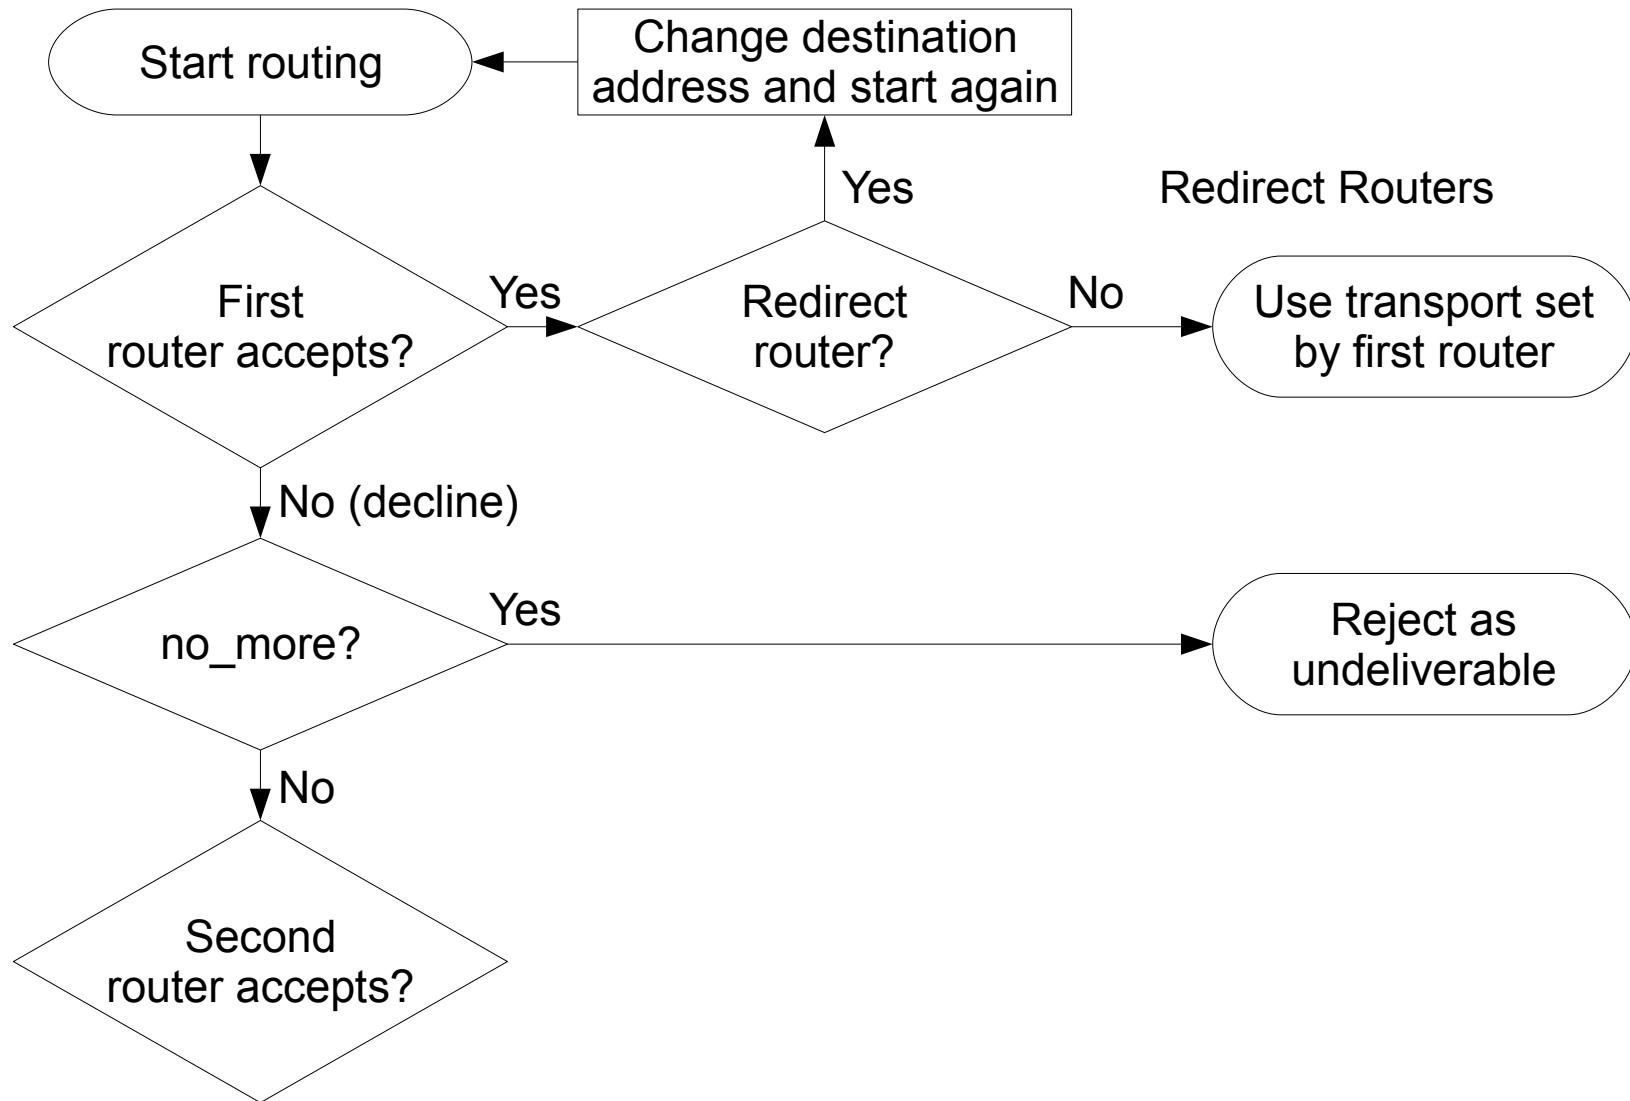 Start routing
Change destination
address and start again
Yes
Redirect Routers
First
router accepts?
Yes
Redirect
router?
No
Use transport set
by first router
No (decline)
no_more?
Yes
Reject as
undeliverable
No
Second
router accepts?